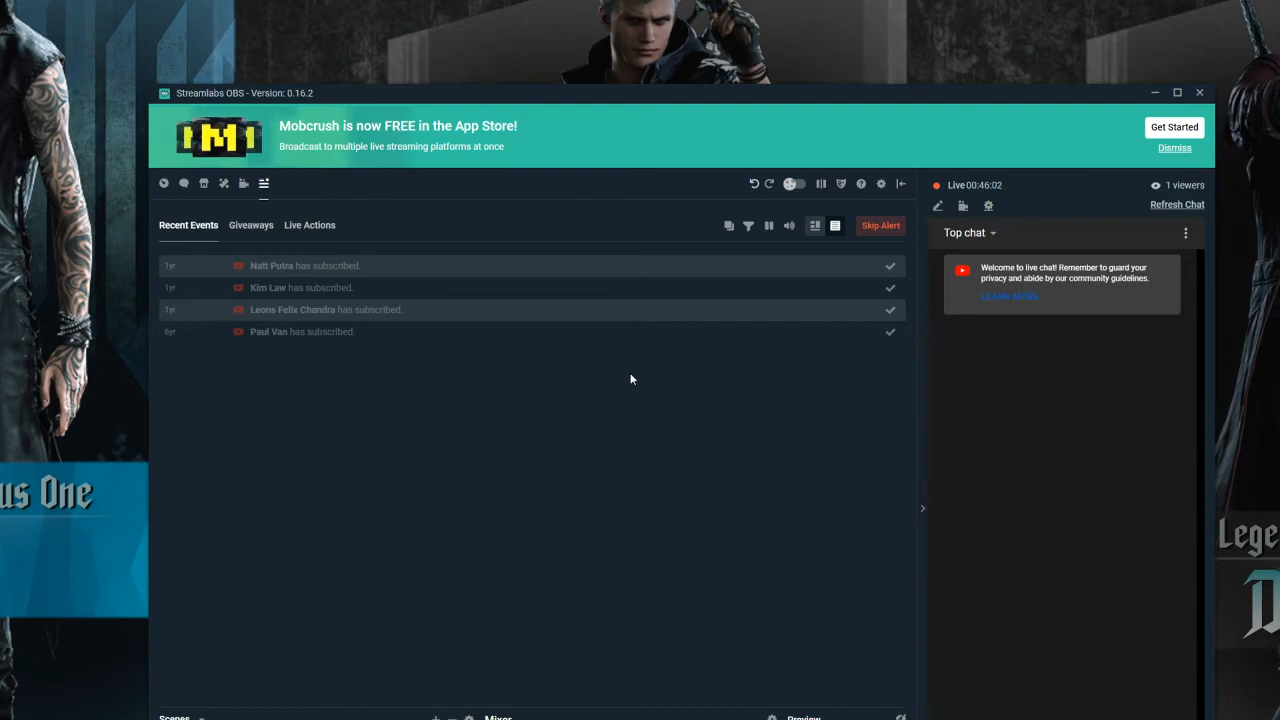 Streamlabs OBS - Version: 0.16.2
M
Mobcrush is now FREE in the App Store!
Broadcast to multiple live streaming platforms at once
Get Started
Dismiss
Live 00:46:02
1 viewers
Refresh Chat
Recent Events
Giveaways
Live Actions
Skip Alert
Top chat
1yr Natt Putra has subscribed.
1yr Kim Law has subscribed.
1yr Leons Felix Chandra has subscribed.
6yr Paul Van has subscribed.
Welcome to live chat! Remember to guard your
privacy and abide by our community guidelines.
LEARN MORE
us One
Lege
D
Scenes
Mixer
Preview